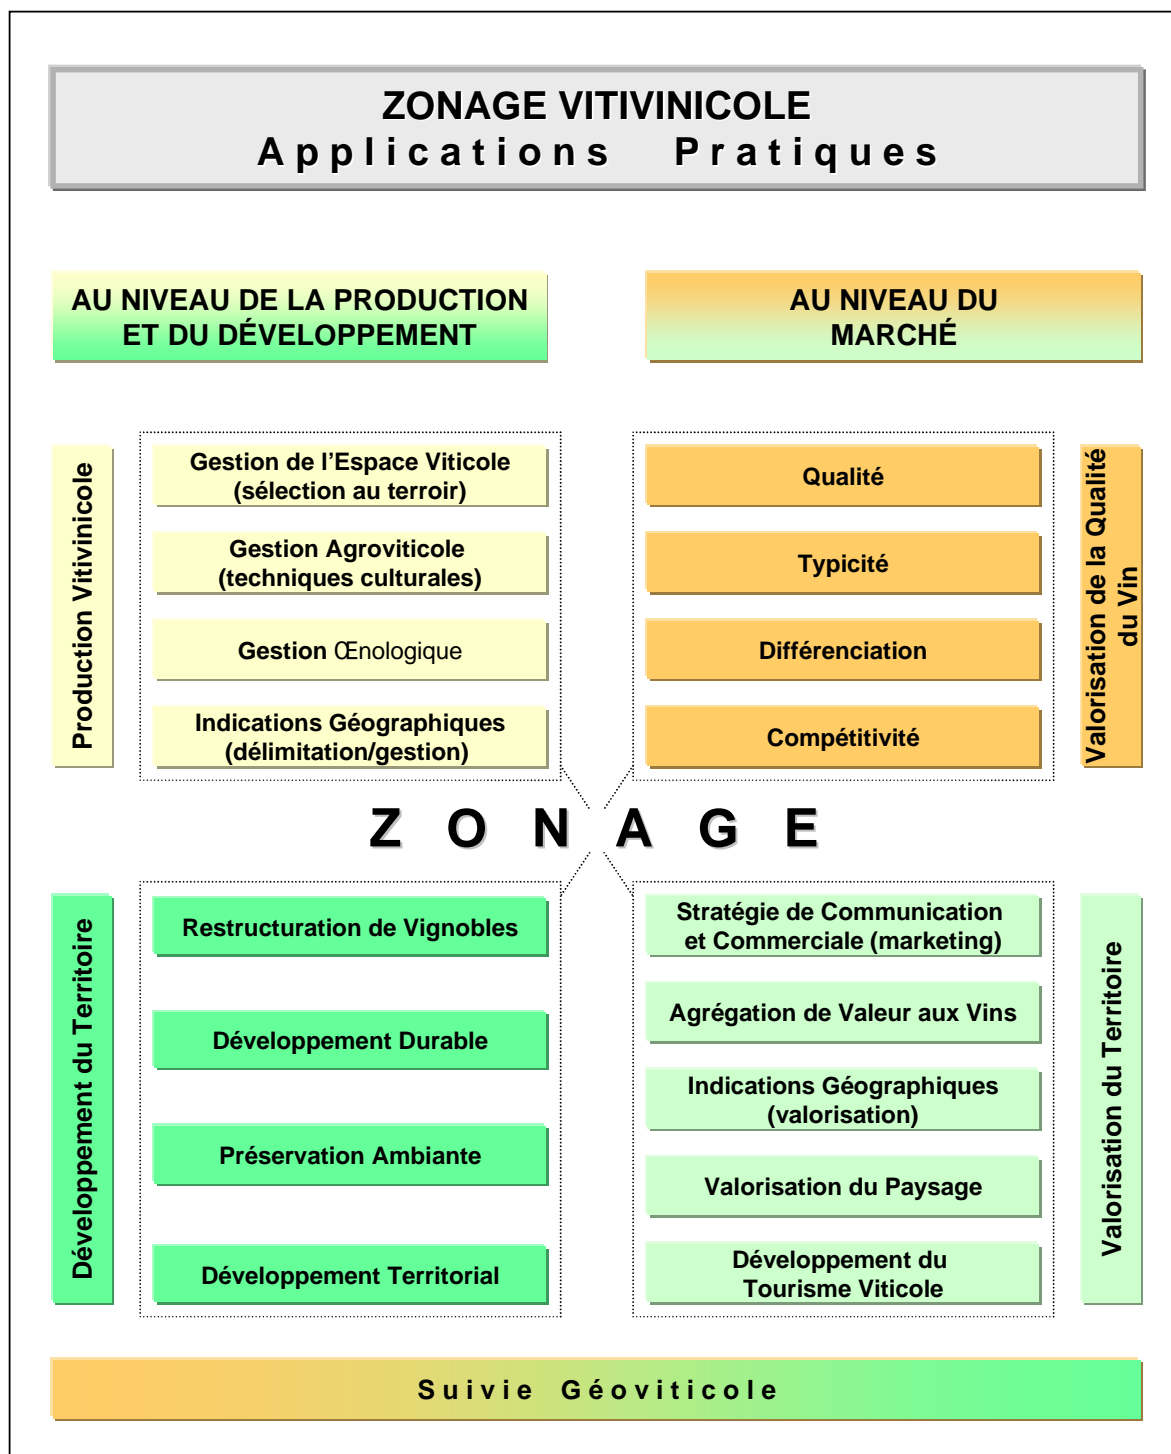 ZONAGE VITIVINICOLE
Applications Pratiques
AU NIVEAU DE LA PRODUCTION
ET DU DÉVELOPPEMENT
AU NIVEAU DU
MARCHÉ
Production Vitivinicole
Gestion de l’Espace Viticole
(sélection au terroir)
Gestion Agroviticole
(techniques culturales)
Gestion Œnologique
Indications Géographiques
(délimitation/gestion)
Qualité
Typicité
Différenciation
Compétitivité
Valorisation de la Qualité
du Vin
ZONAGE
Développement du Territoire
Restructuration de Vignobles
Développement Durable
Préservation Ambiante
Développement Territorial
Stratégie de Communication
et Commerciale (marketing)
Agrégation de Valeur aux Vins
Indications Géographiques
(valorisation)
Valorisation du Paysage
Développement du
Tourisme Viticole
Valorisation du Territoire
Suivie Géoviticole